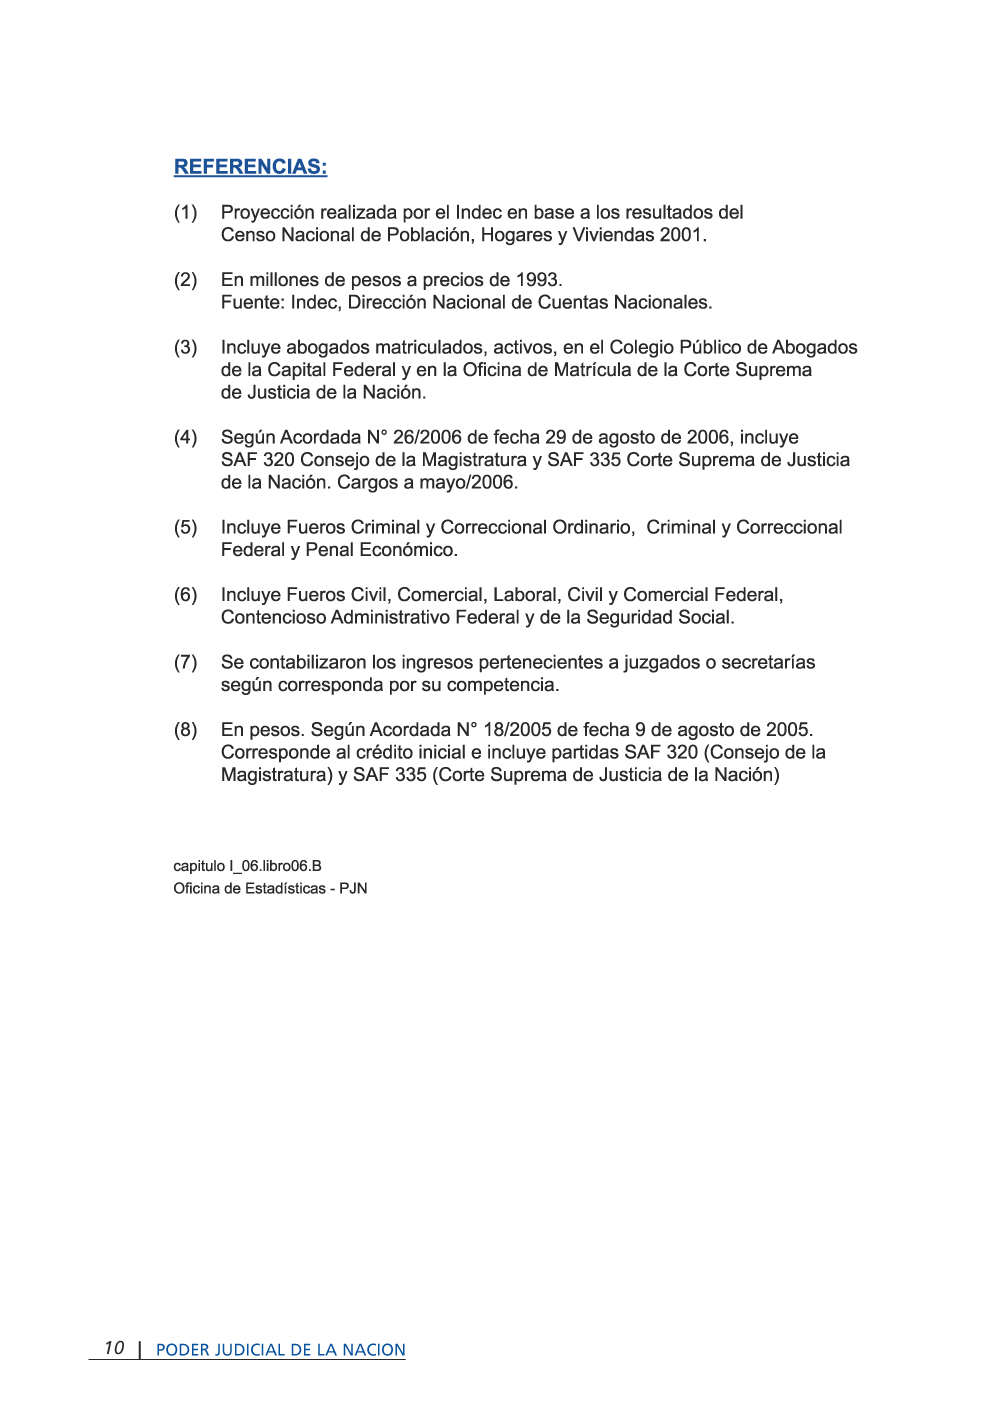 REFERENCIAS:
(1) Proyección realizada por el Indec en base a los resultados del
Censo Nacional de Población, Hogares y Viviendas 2001.
(2) En millones de pesos a precios de 1993.
Fuente: Indec, Dirección Nacional de Cuentas Nacionales.
(3) Incluye abogados matriculados, activos, en el Colegio Público de Abogados
de la Capital Federal y en la Oficina de Matrícula de la Corte Suprema
de Justicia de la Nación.
(4) Según Acordada N° 26/2006 de fecha 29 de agosto de 2006, incluye
SAF 320 Consejo de la Magistratura y SAF 335 Corte Suprema de Justicia
de la Nación. Cargos a mayo/2006.
(5) Incluye Fueros Criminal y Correccional Ordinario, Criminal y Correccional
Federal y Penal Económico.
(6) Incluye Fueros Civil, Comercial, Laboral, Civil y Comercial Federal,
Contencioso Administrativo Federal y de la Seguridad Social.
(7) Se contabilizaron los ingresos pertenecientes a juzgados o secretarías
según corresponda por su competencia.
(8) En pesos. Según Acordada N° 18/2005 de fecha 9 de agosto de 2005.
Corresponde al crédito inicial e incluye partidas SAF 320 (Consejo de la
Magistratura) y SAF 335 (Corte Suprema de Justicia de la Nación)
capitulo I_06.libro06.B
Oficina de Estadísticas - PJN
10 | PODER JUDICIAL DE LA NACION